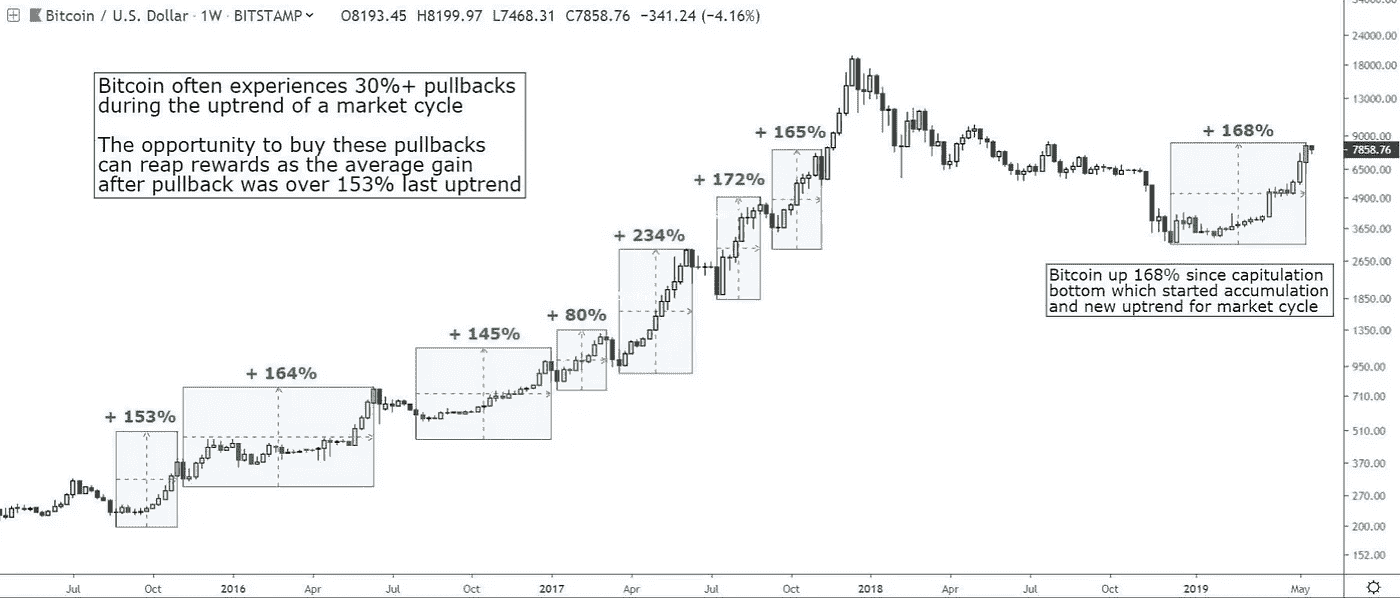 Bitcoin / U.S. Dollar · 1W · BITSTAMP O8193.45 H8199.97 L7468.31 C7858.76 −341.24 (−4.16%)
Bitcoin often experiences 30%+ pullbacks
during the uptrend of a market cycle
The opportunity to buy these pullbacks
can reap rewards as the average gain
after pullback was over 153% last uptrend
+ 153%
+ 164%
+ 145%
+ 80%
+ 234%
+ 172%
+ 165%
+ 168%
Bitcoin up 168% since capitulation
bottom which started accumulation
and new uptrend for market cycle
24000.00
18000.00
13000.00
9000.00
7858.76
6500.00
4900.00
3650.00
2650.00
1850.00
1350.00
950.00
710.00
510.00
370.00
270.00
200.00
152.00
Jul Oct 2016 Apr Jul Oct 2017 Apr Jul Oct 2018 Apr Jul Oct 2019 May